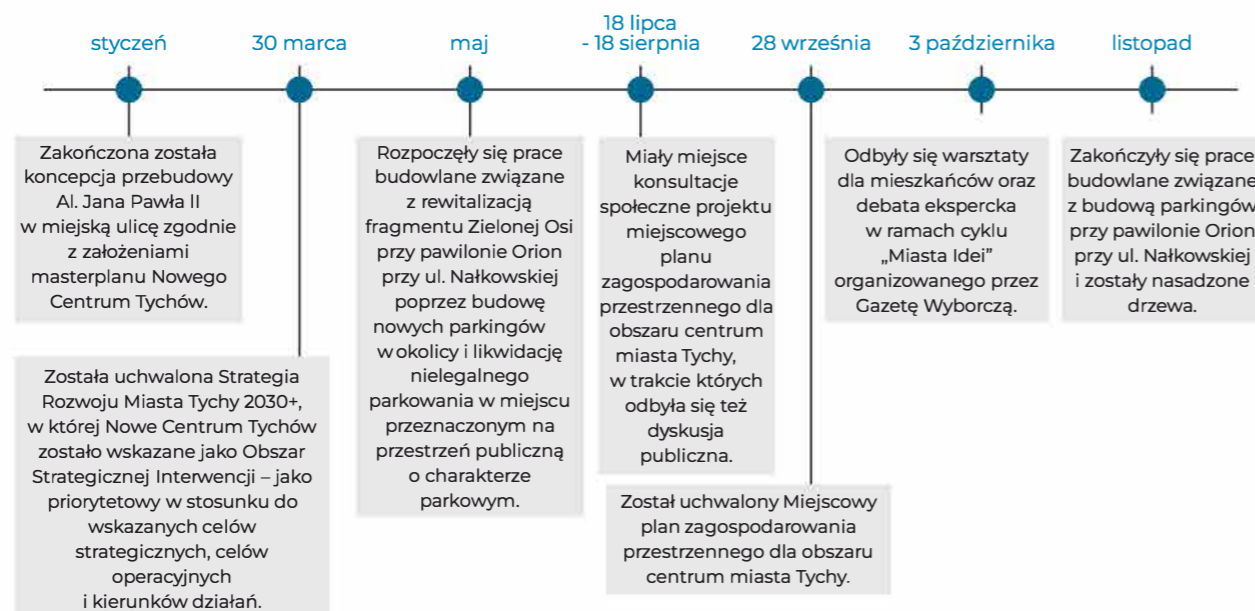 styczeń
30 marca
maj
18 lipca
- 18 sierpnia
28 września
3 października
listopad
Zakończona została
koncepcja przebudowy
Al. Jana Pawła II
w miejską ulicę zgodnie
z założeniami
masterplanu Nowego
Centrum Tychów.
Została uchwalona Strategia
Rozwoju Miasta Tychy 2030+,
w której Nowe Centrum Tychów
zostało wskazane jako Obszar
Strategicznej Interwencji – jako
priorytetowy w stosunku do
wskazanych celów
strategicznych, celów
operacyjnych
i kierunków działań.
Rozpoczęły się prace
budowlane związane
z rewitalizacją
fragmentu Zielonej Osi
przy pawilonie Orion
przy ul. Nałkowskiej
poprzez budowę
nowych parkingów
w okolicy i likwidację
nielegalnego
parkowania w miejscu
przeznaczonym na
przestrzeń publiczną
o charakterze
parkowym.
Miały miejsce
konsultacje
społeczne projektu
miejscowego
planu
zagospodarowania
przestrzennego dla
obszaru centrum
miasta Tychy,
w trakcie których
odbyła się też
dyskusja
publiczna.
Został uchwalony Miejscowy
plan zagospodarowania
przestrzennego dla obszaru
centrum miasta Tychy.
Odbyły się warsztaty
dla mieszkańców oraz
debata ekspercka
w ramach cyklu
„Miasta Idei”
organizowanego przez
Gazetę Wyborczą.
Zakończyły się prace
budowlane związane
z budową parkingów
przy pawilonie Orion
przy ul. Nałkowskiej
i zostały nasadzone
drzewa.